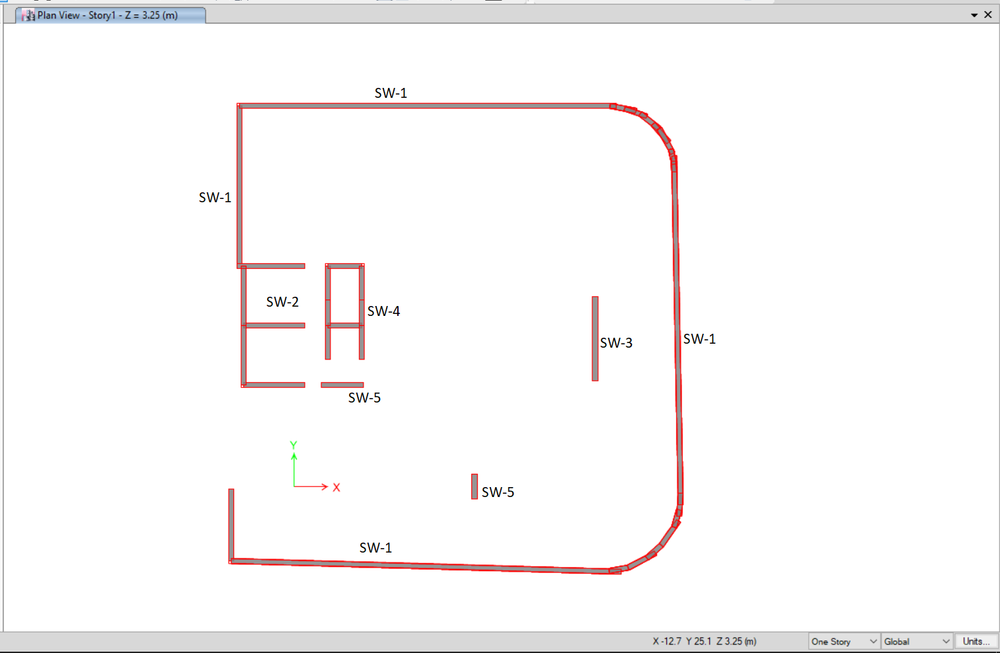 Plan View - Story1 - Z = 3.25 (m)
SW-1
SW-1
SW-2
SW-4
SW-3
SW-1
SW-5
Y
X
SW-5
SW-1
X -12.7 Y 25.1 Z 3.25 (m)
One Story
Global
Units...